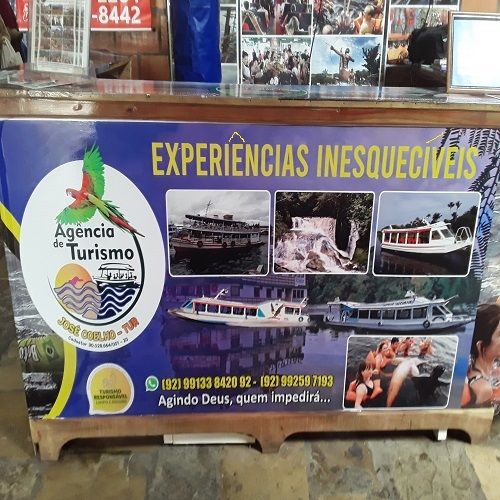 -8442
EXPERIÊNCIAS INESQUECÍVEIS
Agência
de Turismo
JOSÉ COELHO - TUR
TURISMO
RESPONSÁVEL
(92) 99133 8420 92 - (92) 99259 7193
Agindo Deus, quem impedirá...